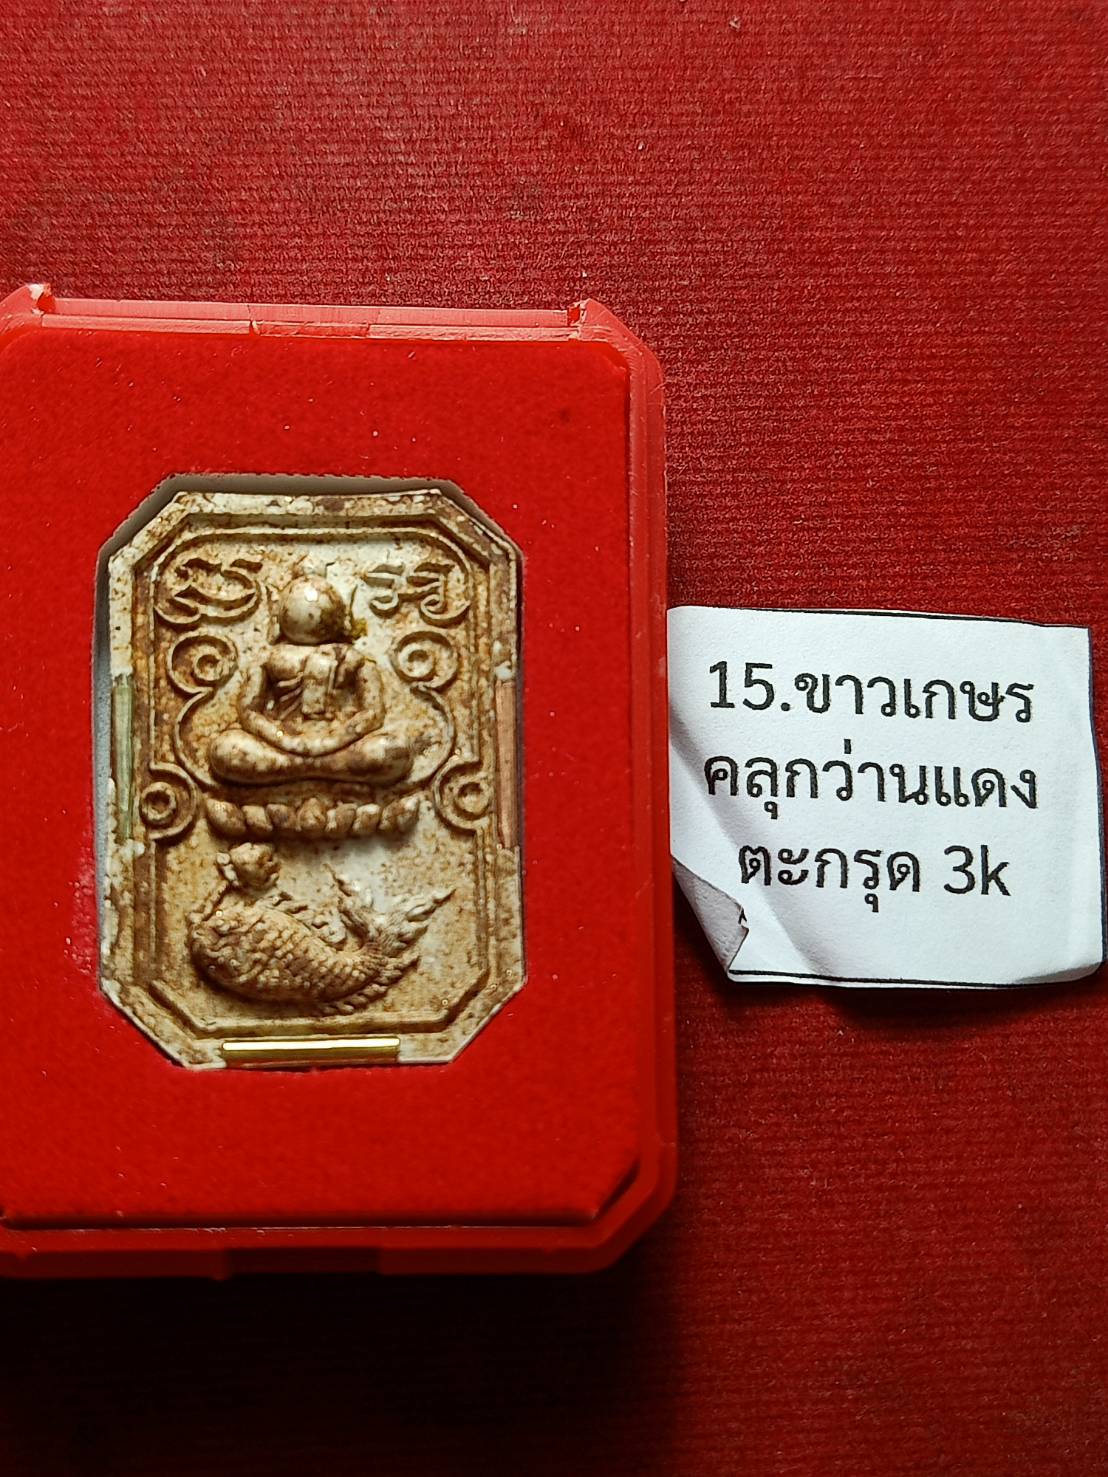 15.ขาวเกษร
คลุกว่านแดง
ตะกรุด 3k